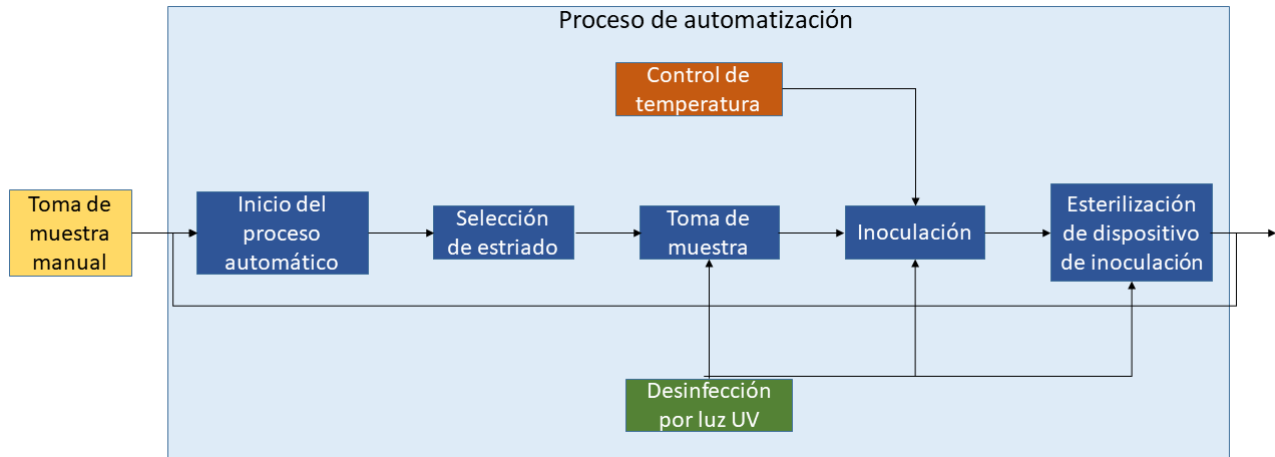 Proceso de automatización
Control de
temperatura
Toma de
muestra
manual
Inicio del
proceso
automático
Selección
de estriado
Toma de
muestra
Inoculación
Esterilización
de dispositivo
de inoculación
Desinfección
por luz UV